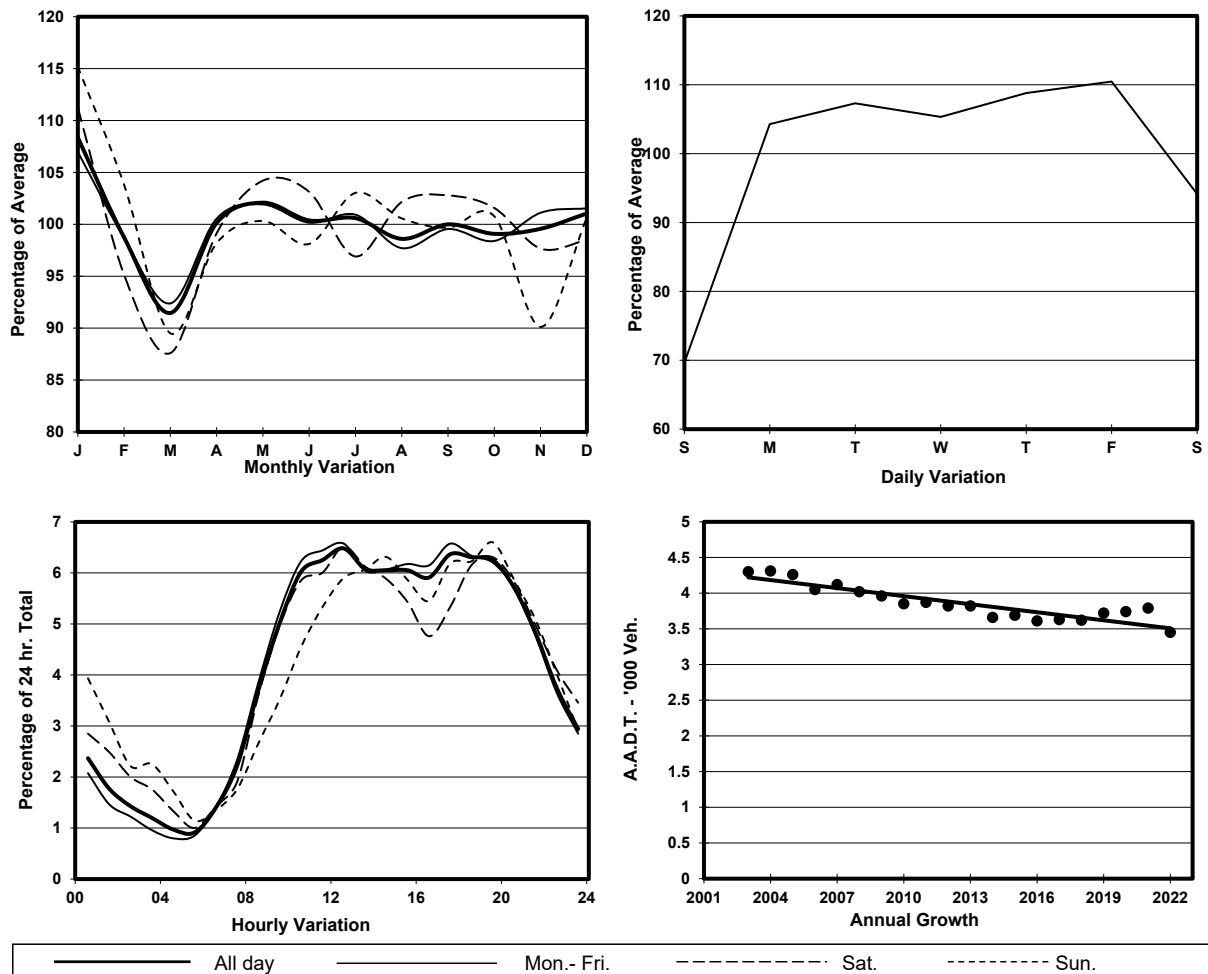 120
115
110
105
100
95
90
85
80
Percentage of Average
J F M A M J J A S O N D
Monthly Variation
120
110
100
90
80
70
60
Percentage of Average
S M T W T F S
Daily Variation
7
6
5
4
3
2
1
0
Percentage of 24 hr. Total
00 04 08 12 16 20 24
Hourly Variation
5
4.5
4
3.5
3
2.5
2
1.5
1
0.5
0
A.A.D.T. - '000 Veh.
2001 2004 2007 2010 2013 2016 2019 2022
Annual Growth
All day Mon.- Fri. Sat. Sun.